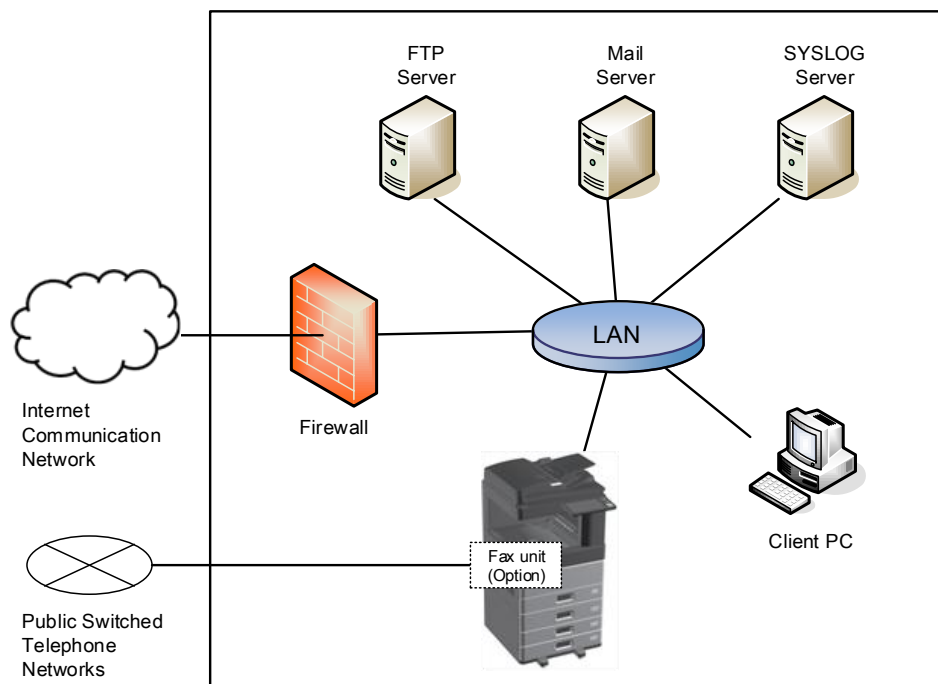 FTP
Server
Mail
Server
SYSLOG
Server
LAN
Internet
Communication
Network
Firewall
Client PC
Fax unit
(Option)
Public Switched
Telephone
Networks